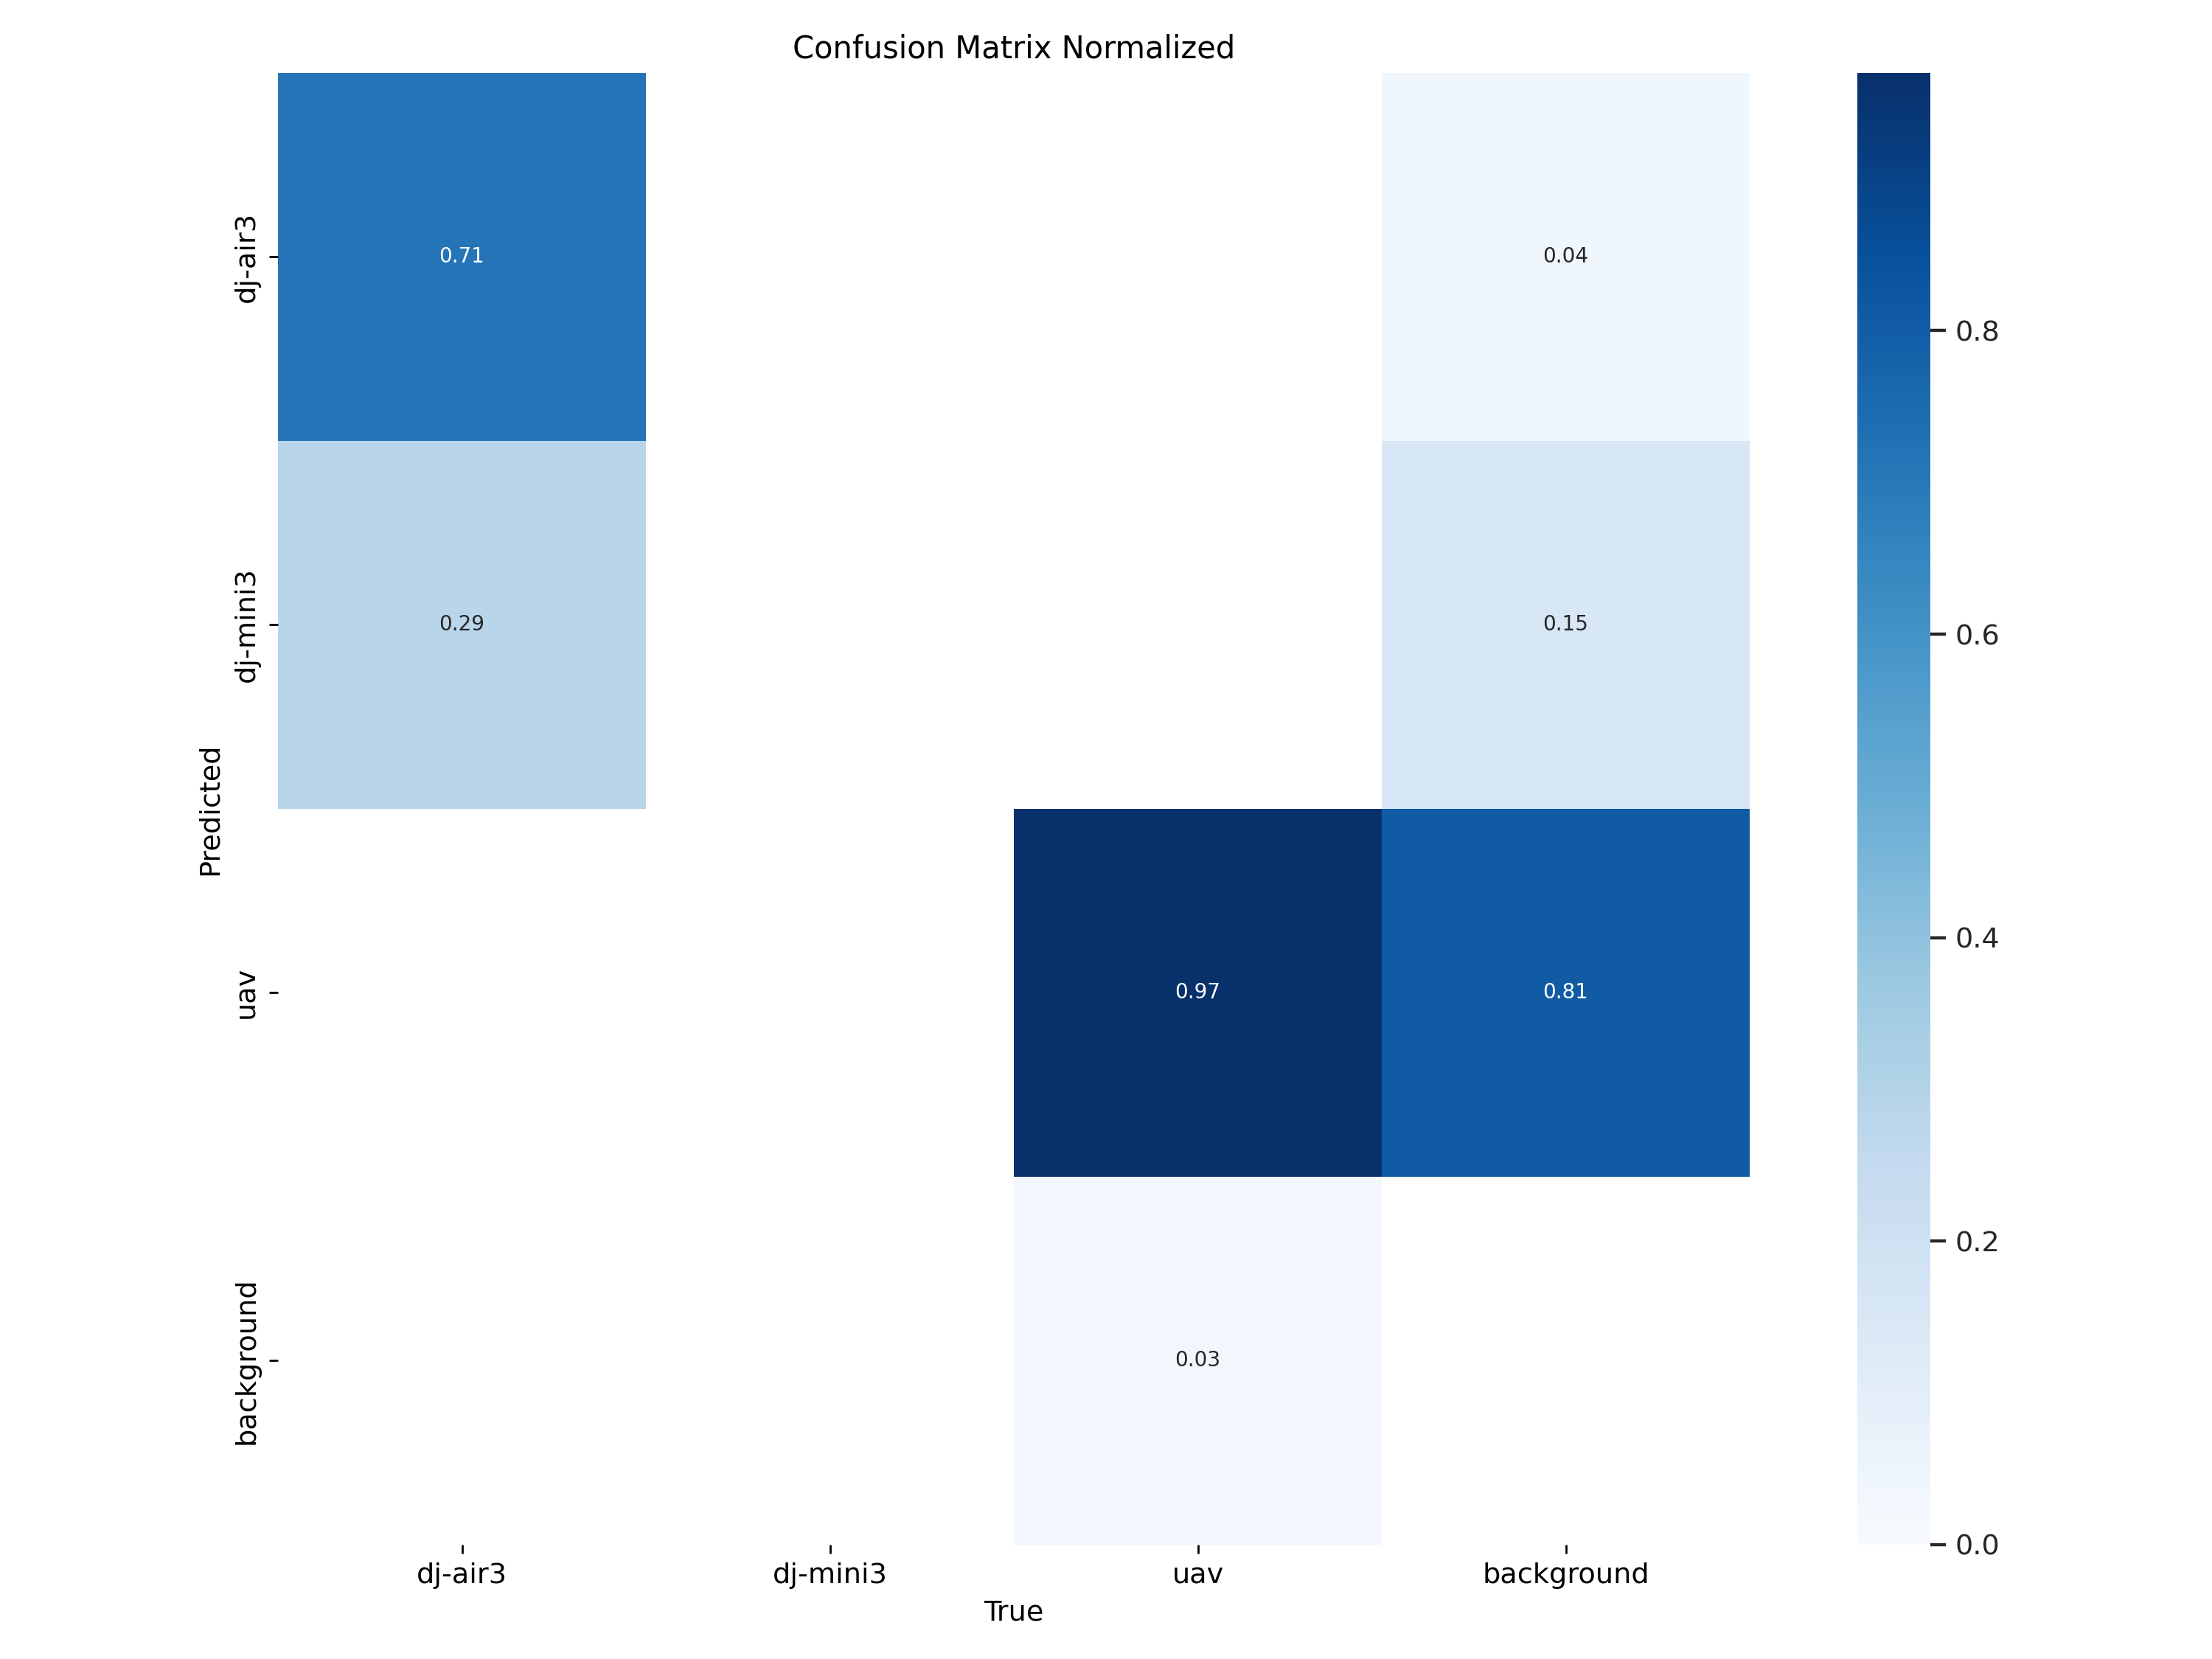 Confusion Matrix Normalized
dj-air3
0.71
0.04
0.8
dj-mini3
0.29
0.15
0.6
Predicted
uav
0.97
0.81
0.4
background
0.03
0.2
0.0
dj-air3
dj-mini3
uav
background
True